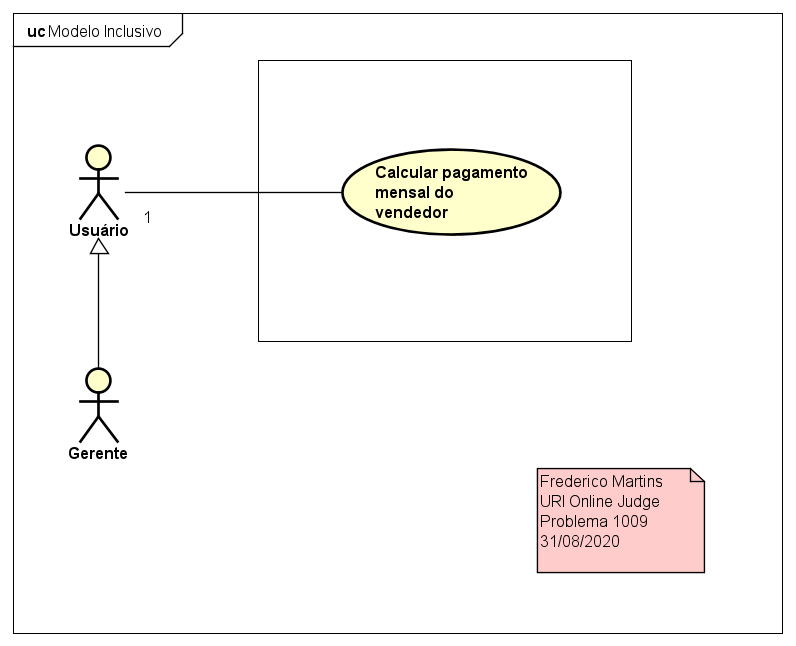 uc Modelo Inclusivo
Calcular pagamento
mensal do
vendedor
1
Usuário
Gerente
Frederico Martins
URI Online Judge
Problema 1009
31/08/2020